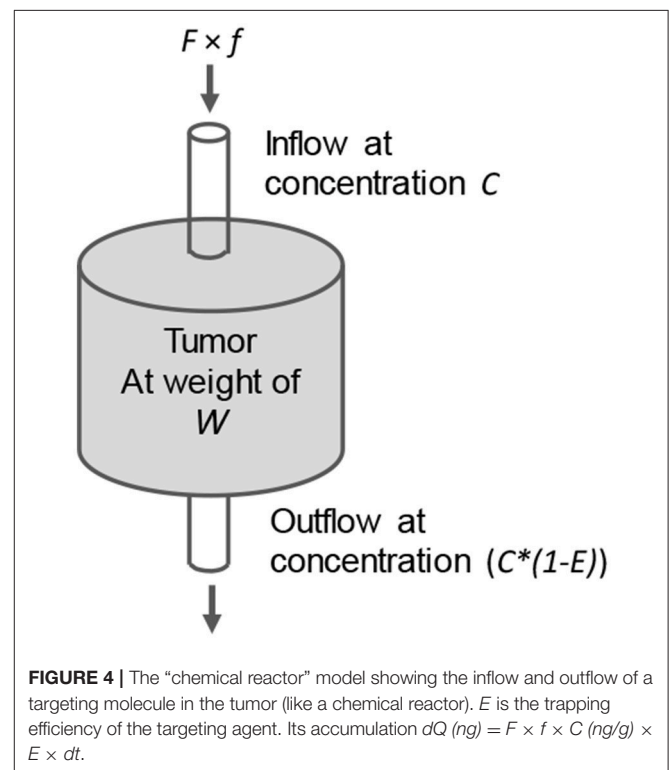 F × f
Inflow at
concentration C
Tumor
At weight of
W
Outflow at
concentration (C*(1-E))
FIGURE 4 | The “chemical reactor” model showing the inflow and outflow of a
targeting molecule in the tumor (like a chemical reactor). E is the trapping
efficiency of the targeting agent. Its accumulation dQ (ng) = F × f × C (ng/g) ×
E × dt.